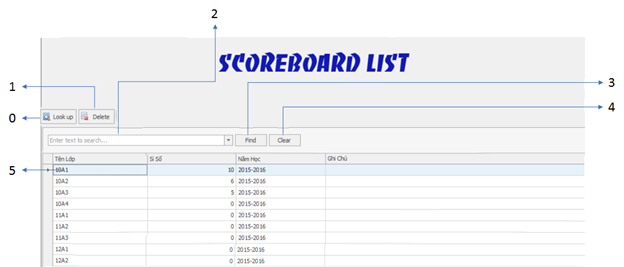 2
SCOREBOARD LIST
1
3
0
Look up Delete
4
Enter text to search... Find Clear
Tên Lớp Sỉ Số Năm Học Ghi Chú
5
10A1 10 2015-2016
10A2 6 2015-2016
10A3 5 2015-2016
10A4 0 2015-2016
11A1 0 2015-2016
11A2 0 2015-2016
11A3 0 2015-2016
12A1 0 2015-2016
12A2 0 2015-2016